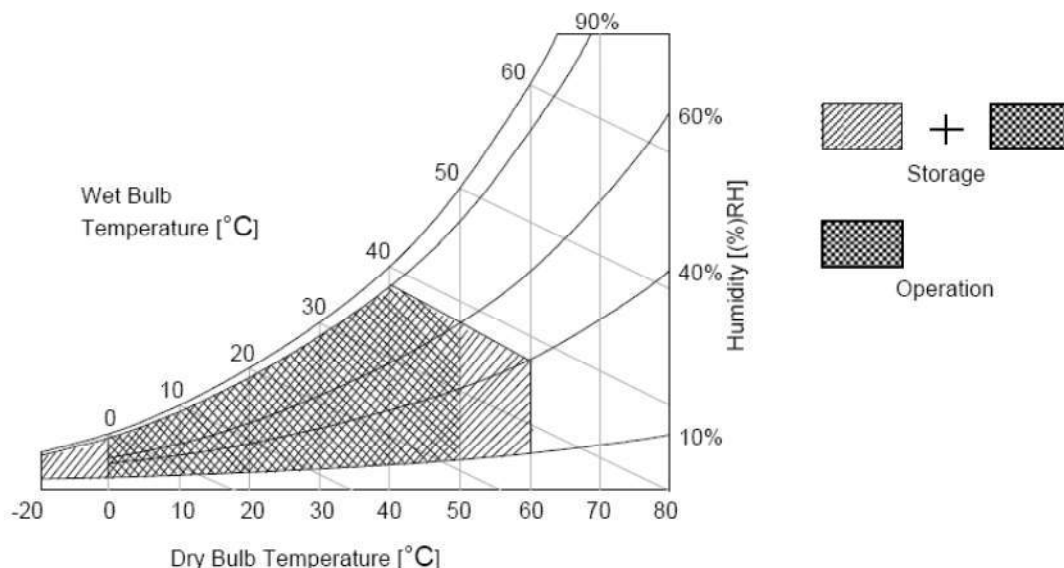 90%
60
60%
50
Wet Bulb
Temperature [°C]
Storage
40
40%
30
Humidity [(%)RH]
Operation
20
10
0
10%
-20 0 10 20 30 40 50 60 70 80
Dry Bulb Temperature [°C]